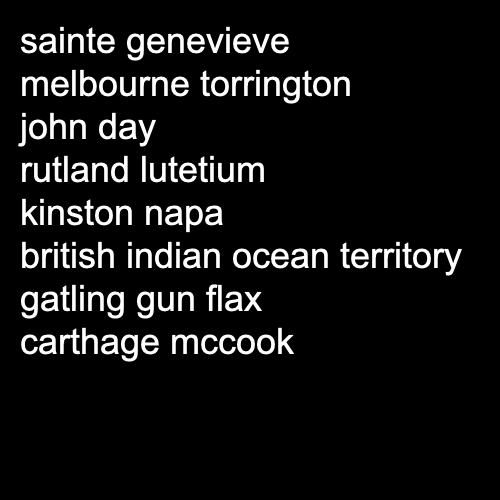 sainte genevieve
melbourne torrington
john day
rutland lutetium
kinston napa
british indian ocean territory
gatling gun flax
carthage mccook